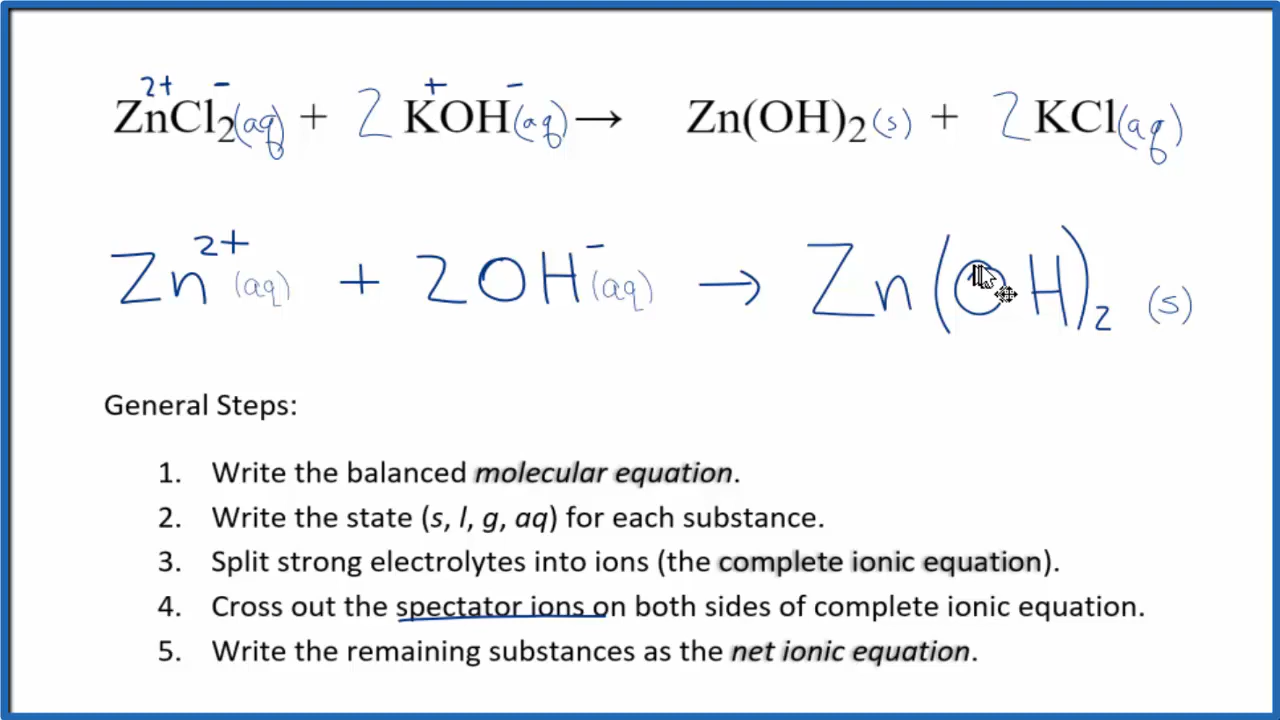 ZnCl₂(aq) + 2 KOH(aq) → Zn(OH)₂(s) + 2 KCl(aq)
2+ - + -
Zn²⁺(aq) + 2OH⁻(aq) → Zn(OH)₂ (s)
General Steps:
1. Write the balanced molecular equation.
2. Write the state (s, l, g, aq) for each substance.
3. Split strong electrolytes into ions (the complete ionic equation).
4. Cross out the spectator ions on both sides of complete ionic equation.
5. Write the remaining substances as the net ionic equation.